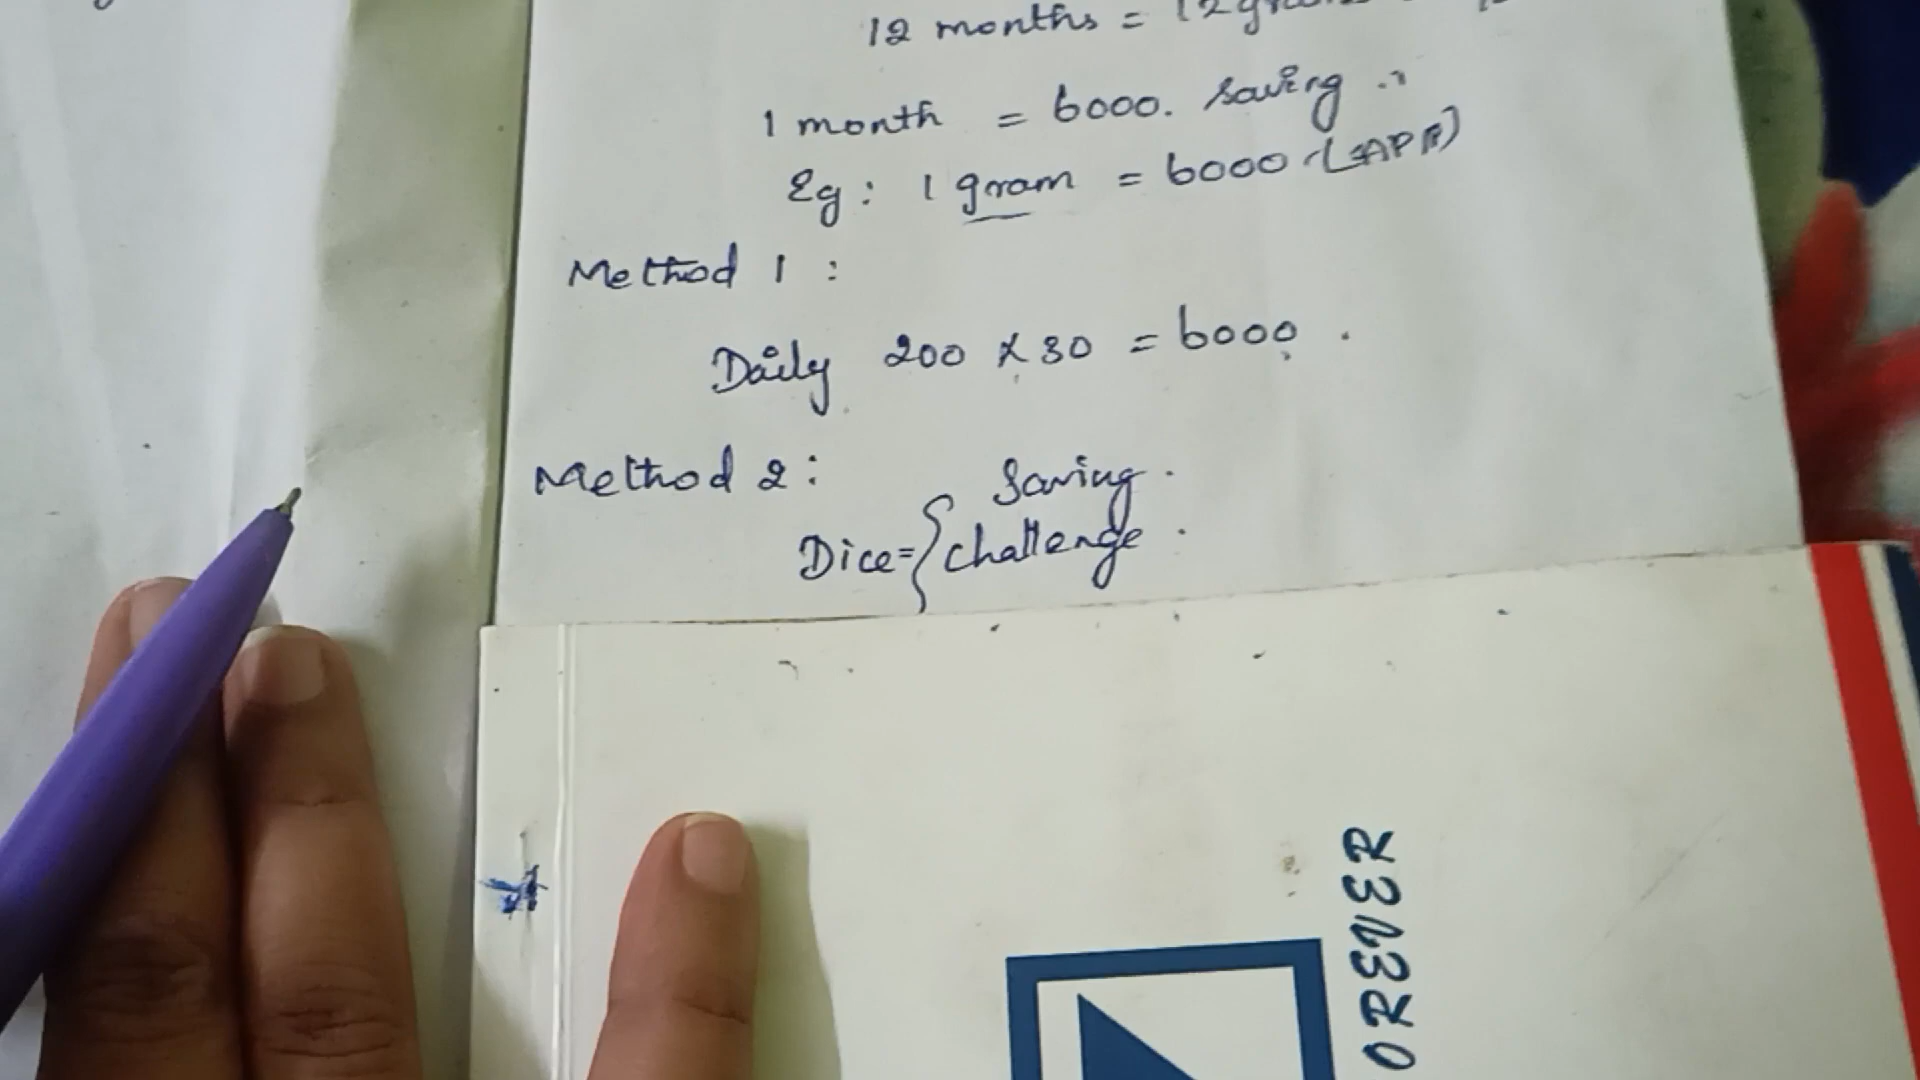 12 months = 12
1 month = 6000. Saving
Eg: 1 gram = 6000
Method 1 :
Daily 200 X 30 = 6000 .
Method 2 :
Saving .
Dice = { challenge .
OREVER